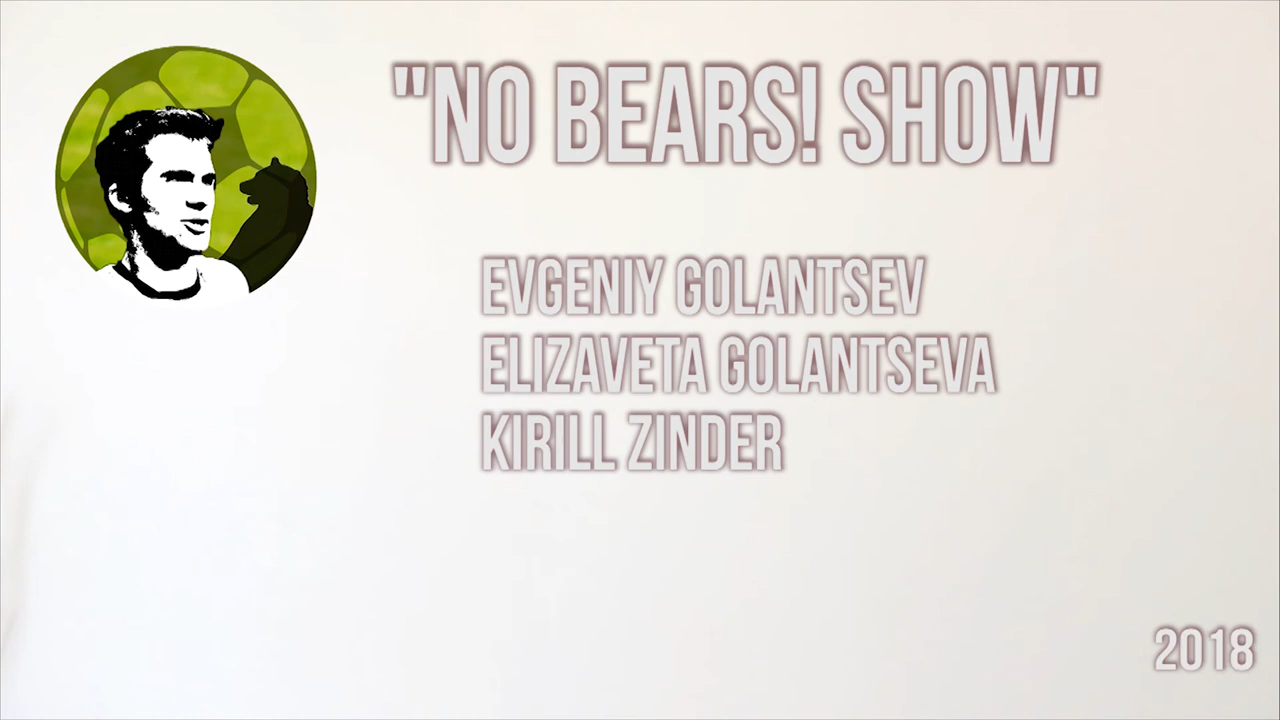 "NO BEARS! SHOW"
EVGENIY GOLANTSEV
ELIZAVETA GOLANTSEVA
KIRILL ZINDER
2018